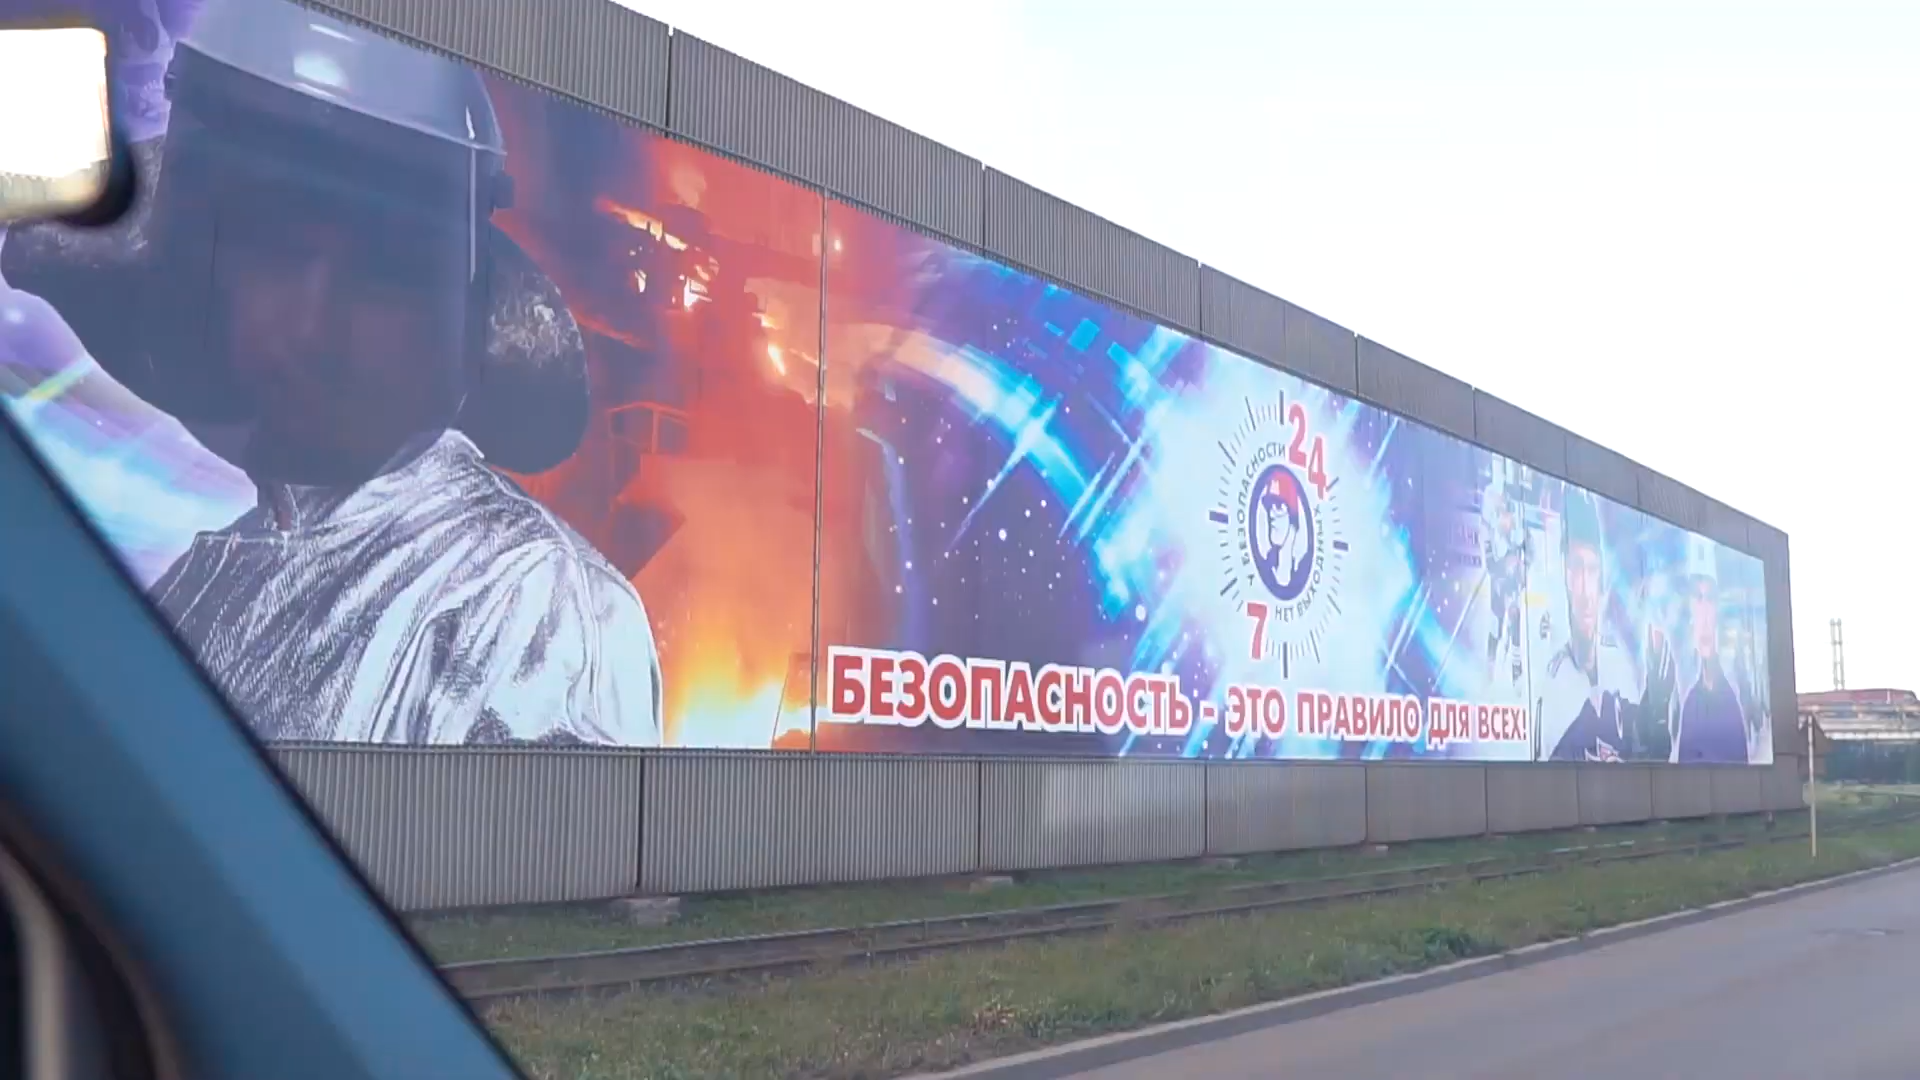 24
У БЕЗОПАСНОСТИ
НЕТ ВЫХОДНЫХ
7
БЕЗОПАСНОСТЬ - ЭТО ПРАВИЛО ДЛЯ ВСЕХ!